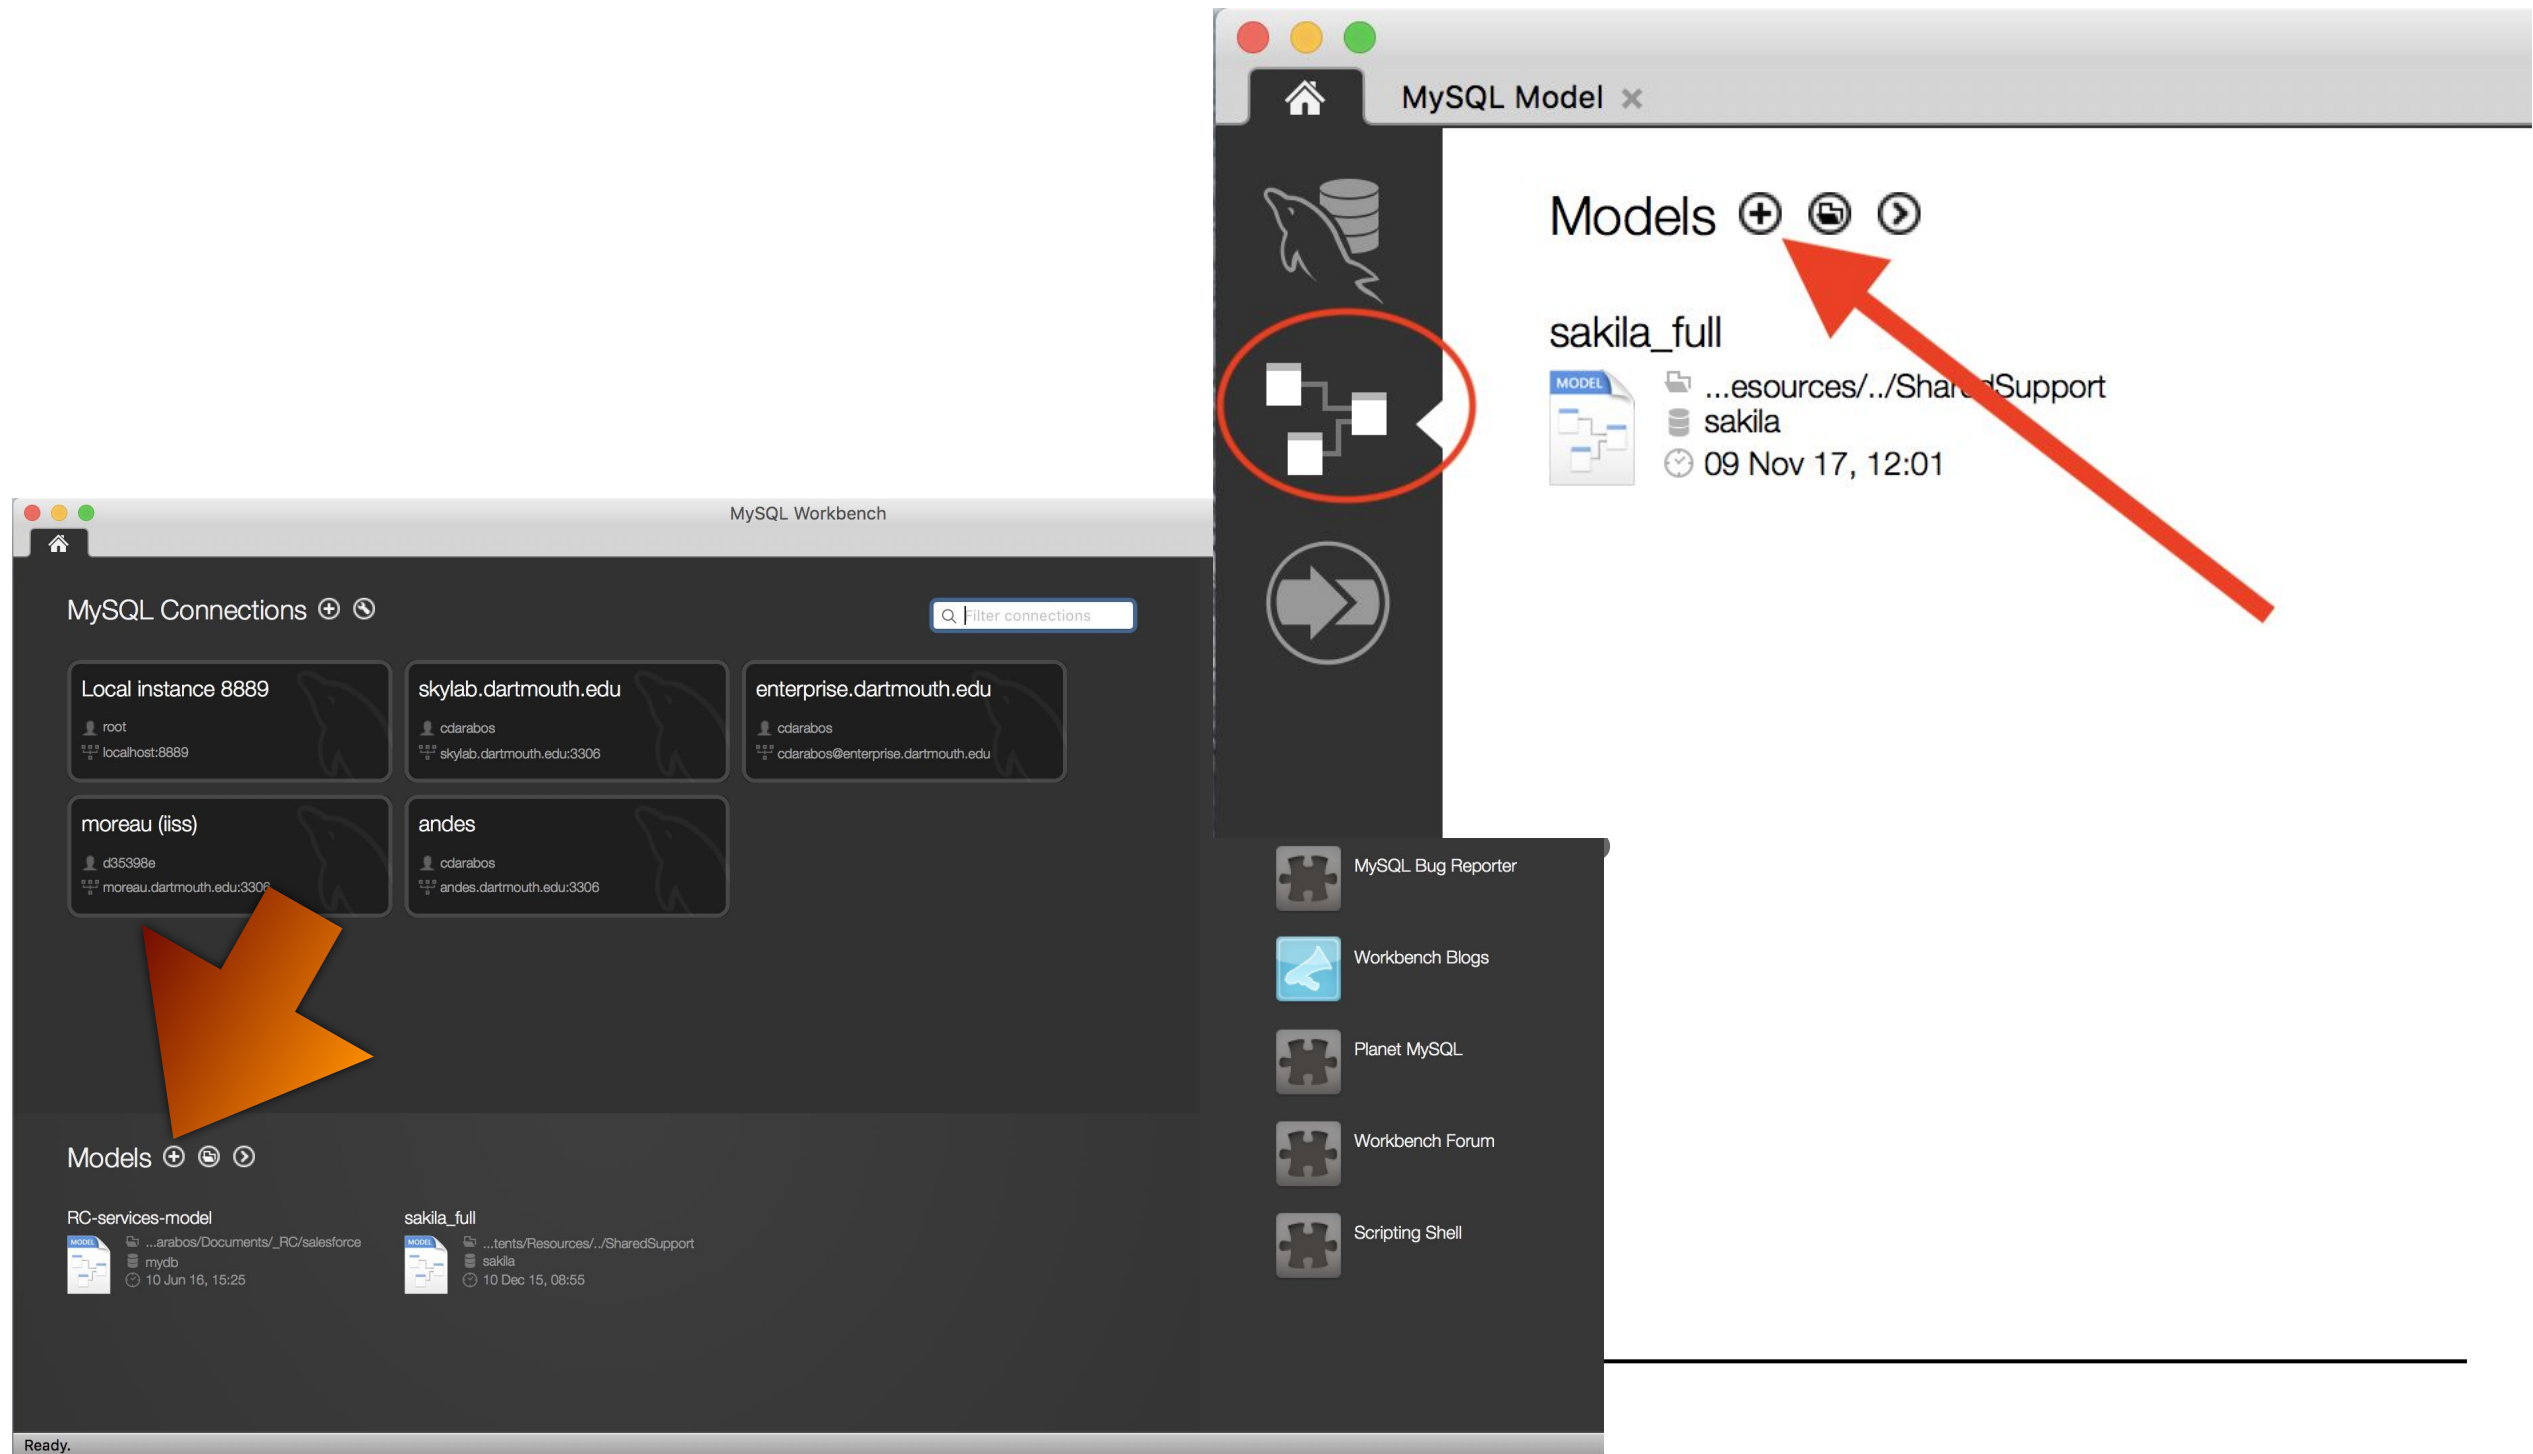 MySQL Model
Models
sakila_full
MODEL
...esources/../SharedSupport
sakila
09 Nov 17, 12:01
MySQL Workbench
MySQL Connections
Filter connections
Local instance 8889
root
localhost:8889
skylab.dartmouth.edu
cdarabos
skylab.dartmouth.edu:3306
enterprise.dartmouth.edu
cdarabos
cdarabos@enterprise.dartmouth.edu
moreau (iiss)
d35398e
moreau.dartmouth.edu:3306
andes
cdarabos
andes.dartmouth.edu:3306
MySQL Bug Reporter
Workbench Blogs
Planet MySQL
Workbench Forum
Scripting Shell
Models
RC-services-model
MODEL
...arabos/Documents/_RC/salesforce
mydb
10 Jun 16, 15:25
sakila_full
MODEL
...tents/Resources/../SharedSupport
sakila
10 Dec 15, 08:55
Ready.